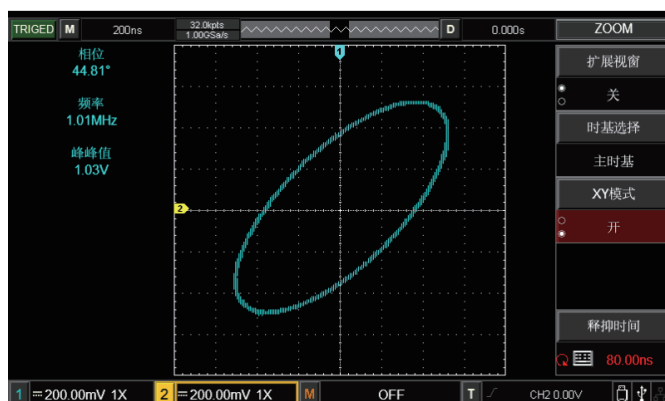 TRIGED M 200ns 32.0kpts D 0.000s ZOOM
1.00GSa/s
相位
44.81°
频率
1.01MHz
峰峰值
1.03V
1
2
扩展视窗
关
时基选择
主时基
XY模式
开
释抑时间
80.00ns
1 200.00mV 1X 2 200.00mV 1X M OFF T CH2 0.00V